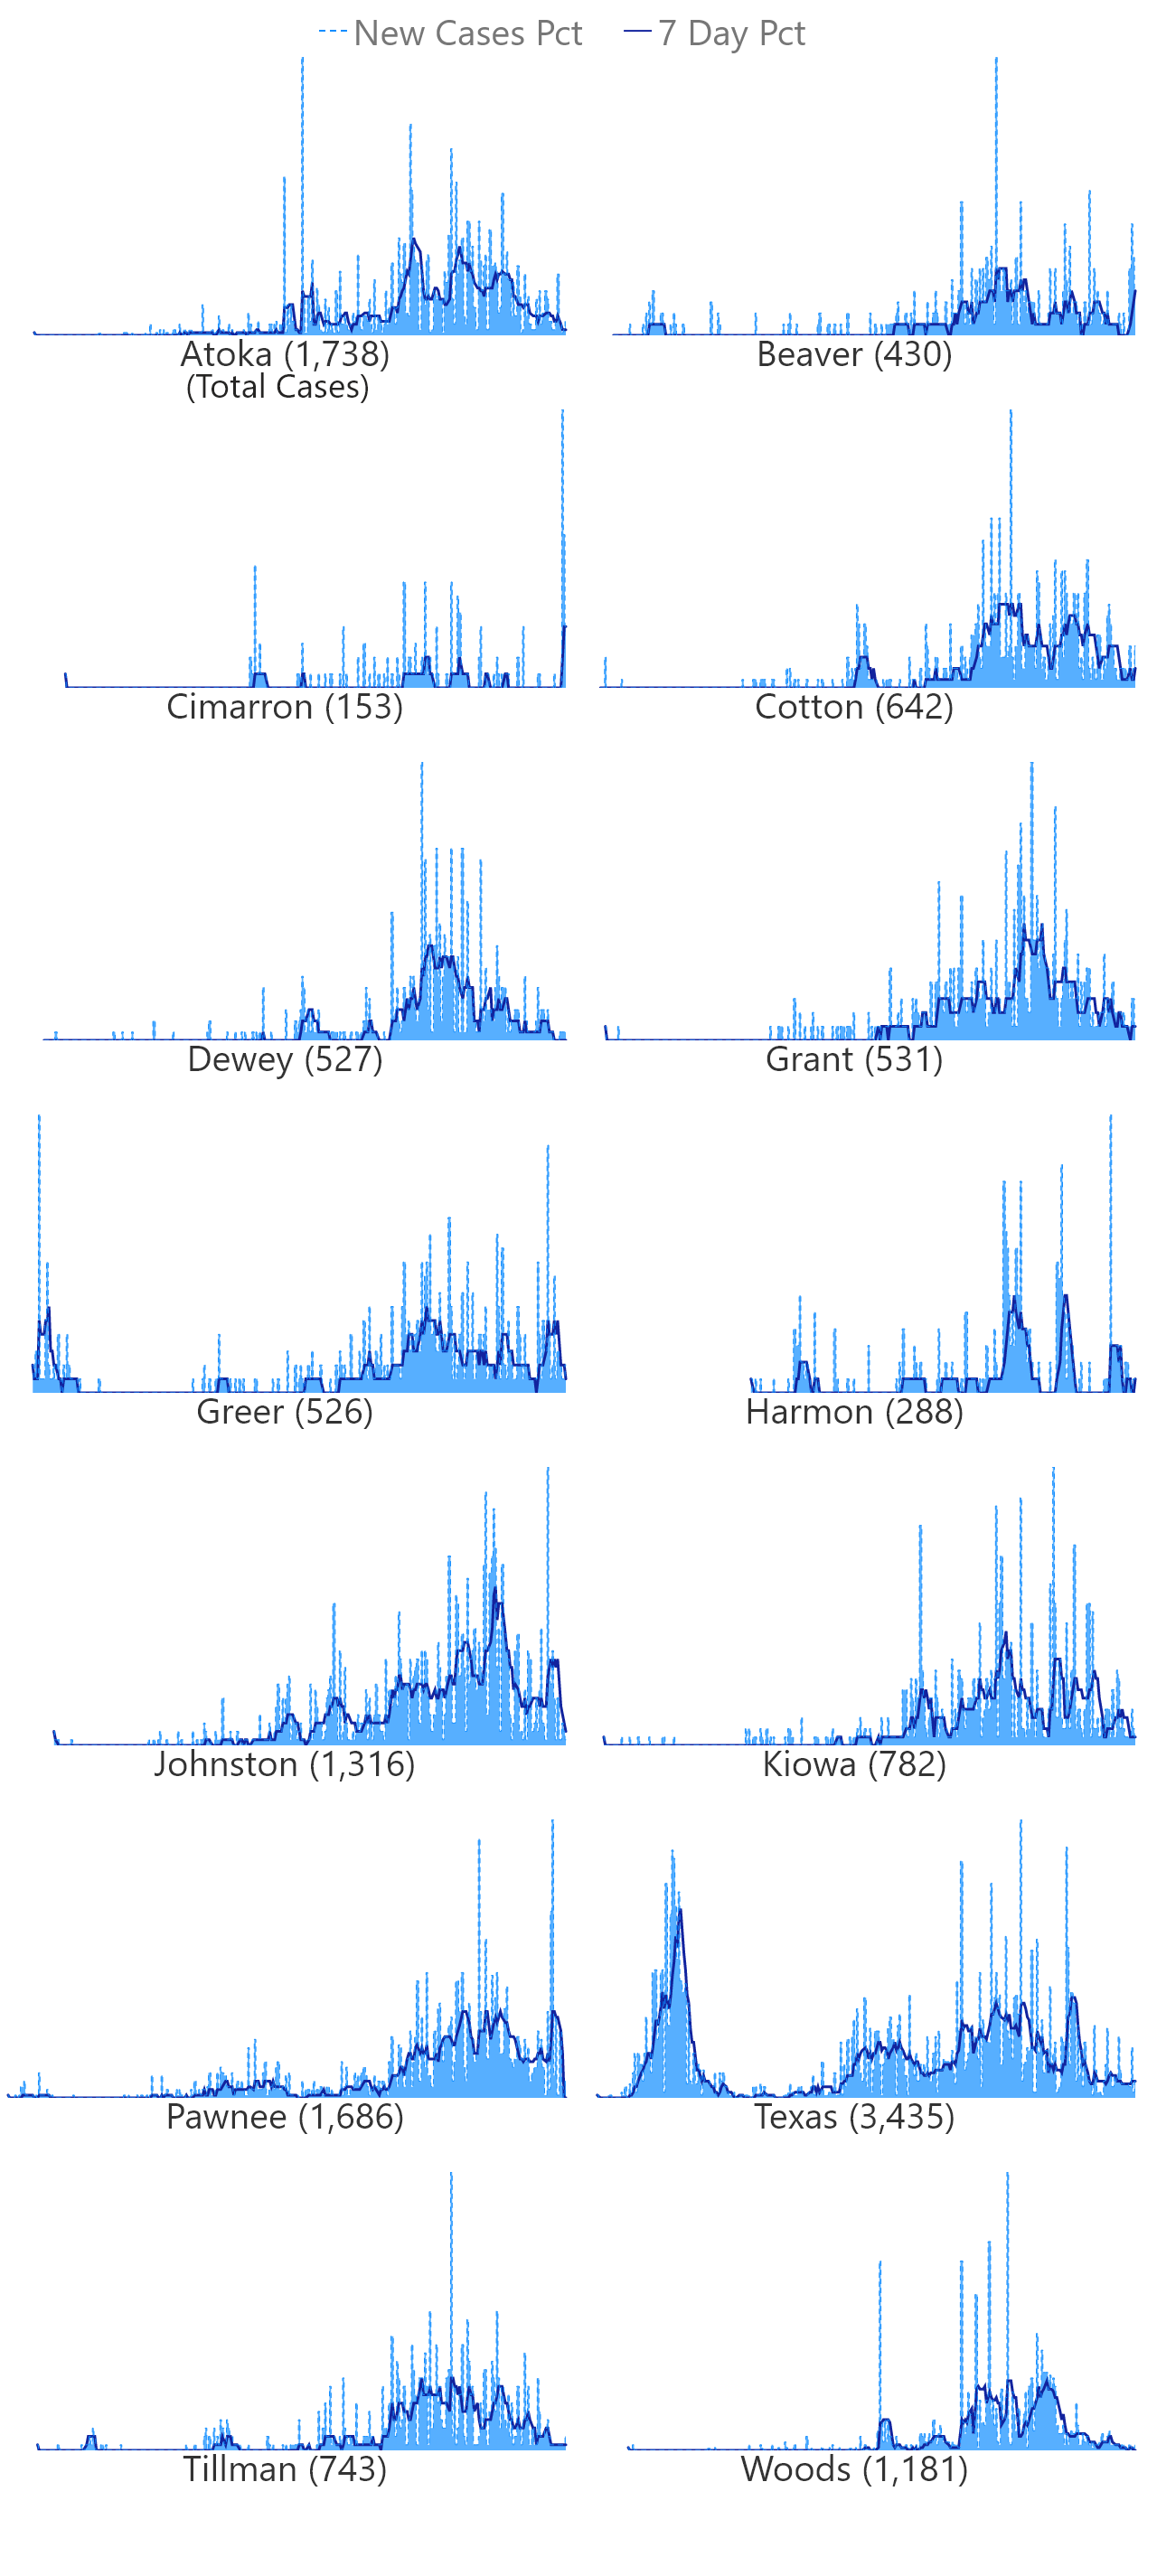 New Cases Pct 7 Day Pct
Atoka (1,738) Beaver (430)
(Total Cases)
Cimarron (153) Cotton (642)
Dewey (527) Grant (531)
Greer (526) Harmon (288)
Johnston (1,316) Kiowa (782)
Pawnee (1,686) Texas (3,435)
Tillman (743) Woods (1,181)